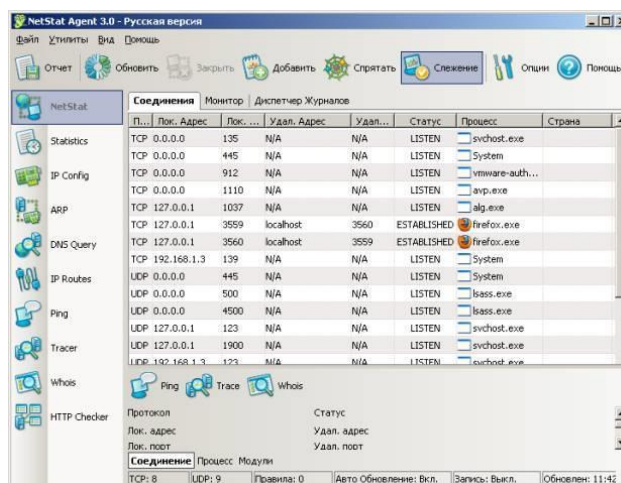 NetStat Agent 3.0 - Русская версия
Файл Утилиты Вид Помощь
Отчет Обновить Закрыть Добавить Спрятать Слежение Опции Помощь
NetStat
Statistics
IP Config
ARP
DNS Query
IP Routes
Ping
Tracer
Whois
HTTP Checker
Соединения Монитор Диспетчер Журналов
П... Лок. Адрес Лок. ... Удал. Адрес Удал... Статус Процесс Страна
TCP 0.0.0.0 135 N/A N/A LISTEN svchost.exe
TCP 0.0.0.0 445 N/A N/A LISTEN System
TCP 0.0.0.0 912 N/A N/A LISTEN vmware-auth...
TCP 0.0.0.0 1110 N/A N/A LISTEN avp.exe
TCP 127.0.0.1 1037 N/A N/A LISTEN alg.exe
TCP 127.0.0.1 3559 localhost 3560 ESTABLISHED firefox.exe
TCP 127.0.0.1 3560 localhost 3559 ESTABLISHED firefox.exe
TCP 192.168.1.3 139 N/A N/A LISTEN System
UDP 0.0.0.0 445 N/A N/A LISTEN System
UDP 0.0.0.0 500 N/A N/A LISTEN lsass.exe
UDP 0.0.0.0 4500 N/A N/A LISTEN lsass.exe
UDP 127.0.0.1 123 N/A N/A LISTEN svchost.exe
UDP 127.0.0.1 1900 N/A N/A LISTEN svchost.exe
UDP 192.168.1.3 123 N/A N/A LISTEN svchost.exe
Ping Trace Whois
Протокол Статус
Лок. адрес Удал. адрес
Лок. порт Удал. порт
Соединение Процесс Модули
TCP: 8 UDP: 9 Правила: 0 Авто Обновление: Вкл. Запись: Выкл. Обновлен: 11:42